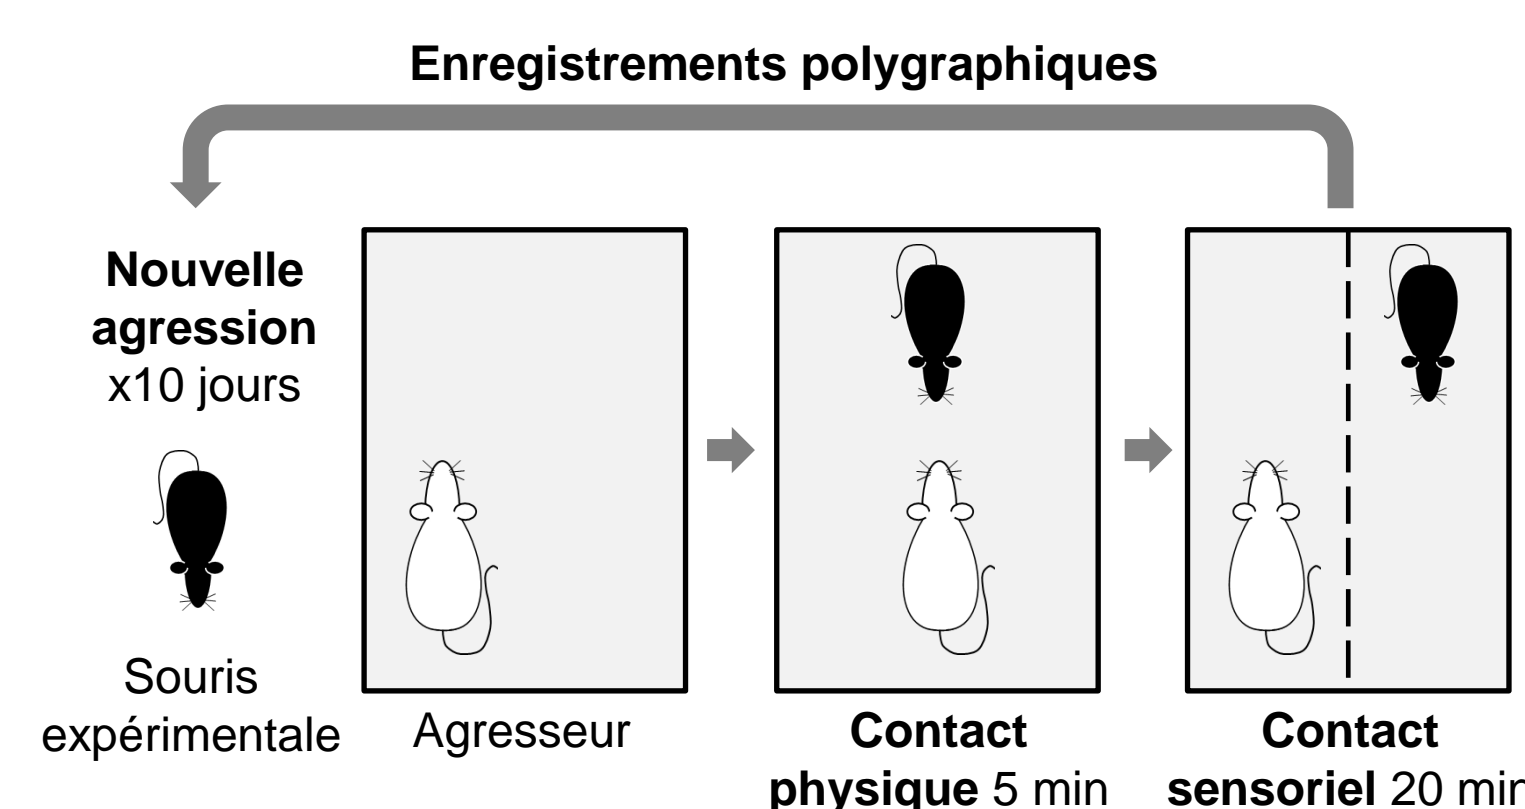 Enregistrements polygraphiques
Nouvelle
agression
x10 jours
Souris
expérimentale
Agresseur
Contact
physique 5 min
Contact
sensoriel 20 min